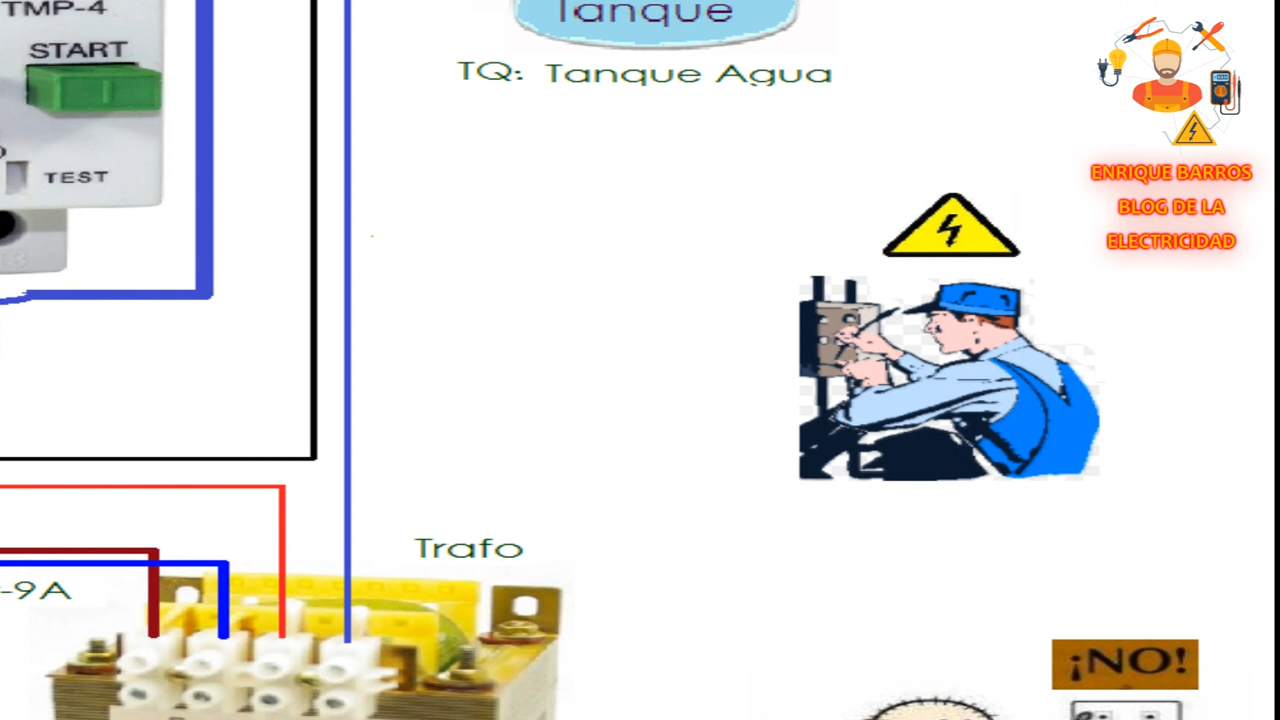 TMP-4
START
TEST
Tanque
TQ: Tanque Agua
ENRIQUE BARROS
BLOG DE LA
ELECTRICIDAD
Trafo
-9A
¡NO!